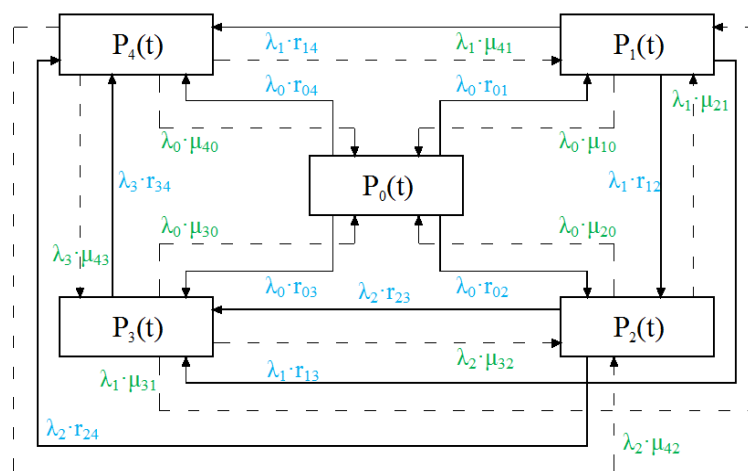 P₄(t)
P₁(t)
λ₁·r₁₄
λ₁·μ₄₁
λ₀·r₀₄
λ₀·r₀₁
λ₁·μ₂₁
λ₀·μ₄₀
λ₀·μ₁₀
λ₃·r₃₄
P₀(t)
λ₁·r₁₂
λ₀·μ₃₀
λ₀·μ₂₀
λ₃·μ₄₃
λ₀·r₀₃
λ₂·r₂₃
λ₀·r₀₂
P₃(t)
P₂(t)
λ₂·μ₃₂
λ₁·μ₃₁
λ₁·r₁₃
λ₂·r₂₄
λ₂·μ₄₂